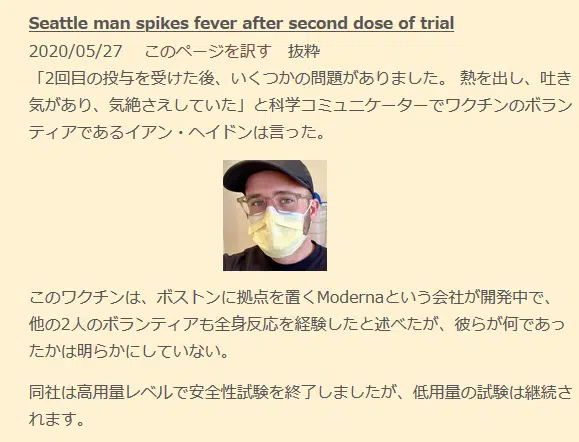 Seattle man spikes fever after second dose of trial
2020/05/27 このページを訳す 抜粋
「2回目の投与を受けた後、いくつかの問題がありました。 熱を出し、吐き
気があり、気絶さえしていた」と科学コミュニケーターでワクチンのボラン
ティアであるイアン・ヘイドンは言った。
このワクチンは、ボストンに拠点を置くModernaという会社が開発中で、
他の2人のボランティアも全身反応を経験したと述べたが、彼らが何であっ
たかは明らかにしていない。
同社は高用量レベルで安全性試験を終了しましたが、低用量の試験は継続さ
れます。